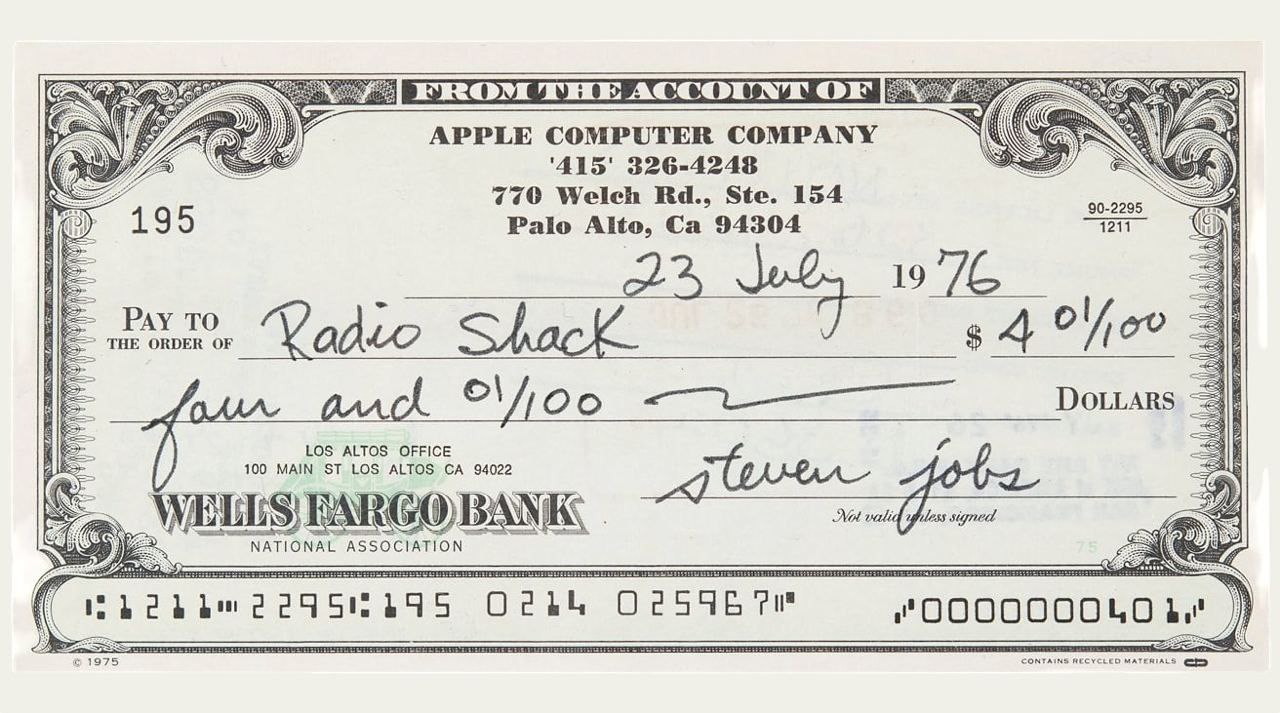 FROM THE ACCOUNT OF
APPLE COMPUTER COMPANY
'415' 326-4248
770 Welch Rd., Ste. 154
Palo Alto, Ca 94304
195
90-2295
1211
23 July 19 76
PAY TO THE ORDER OF Radio Shack $ 4 01/100
four and 01/100 DOLLARS
LOS ALTOS OFFICE
100 MAIN ST LOS ALTOS CA 94022
WELLS FARGO BANK
NATIONAL ASSOCIATION
steven jobs
Not valid unless signed
75
⑆1211⑉2295⑆195 0214 025967⑈ ⑇0000000401⑇
© 1975
CONTAINS RECYCLED MATERIALS